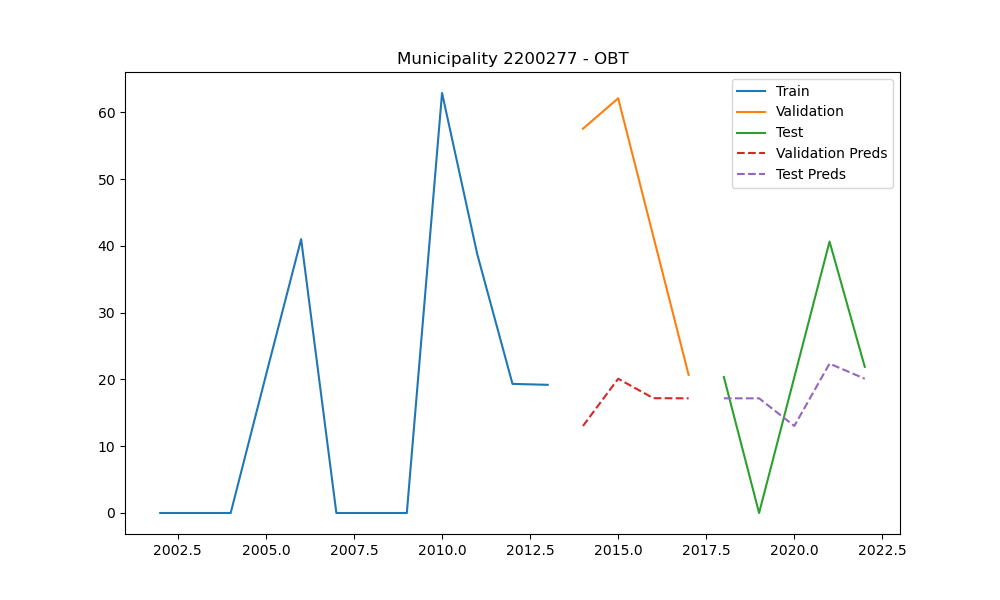 Municipality 2200277 - OBT
Train
Validation
Test
Validation Preds
Test Preds
60
50
40
30
20
10
0
2002.5 2005.0 2007.5 2010.0 2012.5 2015.0 2017.5 2020.0 2022.5